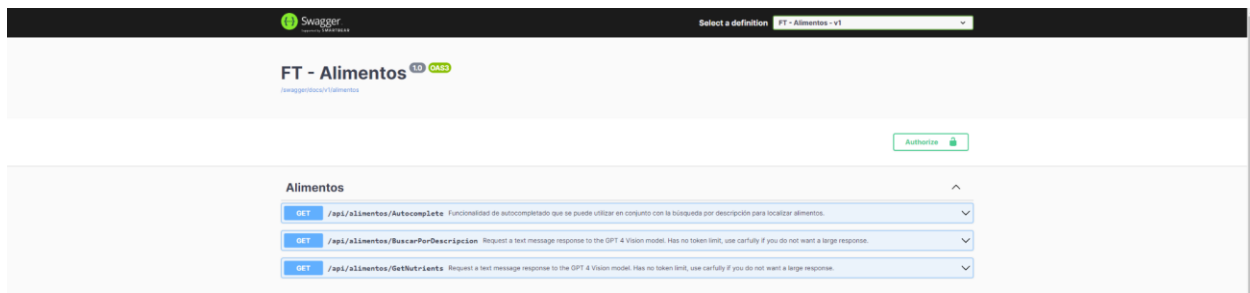 Swagger
Supported by SMARTBEAR
Select a definition
FT - Alimentos - v1
FT - Alimentos 1.0 OAS3
/swagger/docs/v1/alimentos
Authorize
Alimentos
GET /api/alimentos/Autocomplete Funcionalidad de autocompletado que se puede utilizar en conjunto con la búsqueda por descripción para localizar alimentos.
GET /api/alimentos/BuscarPorDescripcion Request a text message response to the GPT 4 Vision model. Has no token limit, use carfully if you do not want a large response.
GET /api/alimentos/GetNutrients Request a text message response to the GPT 4 Vision model. Has no token limit, use carfully if you do not want a large response.